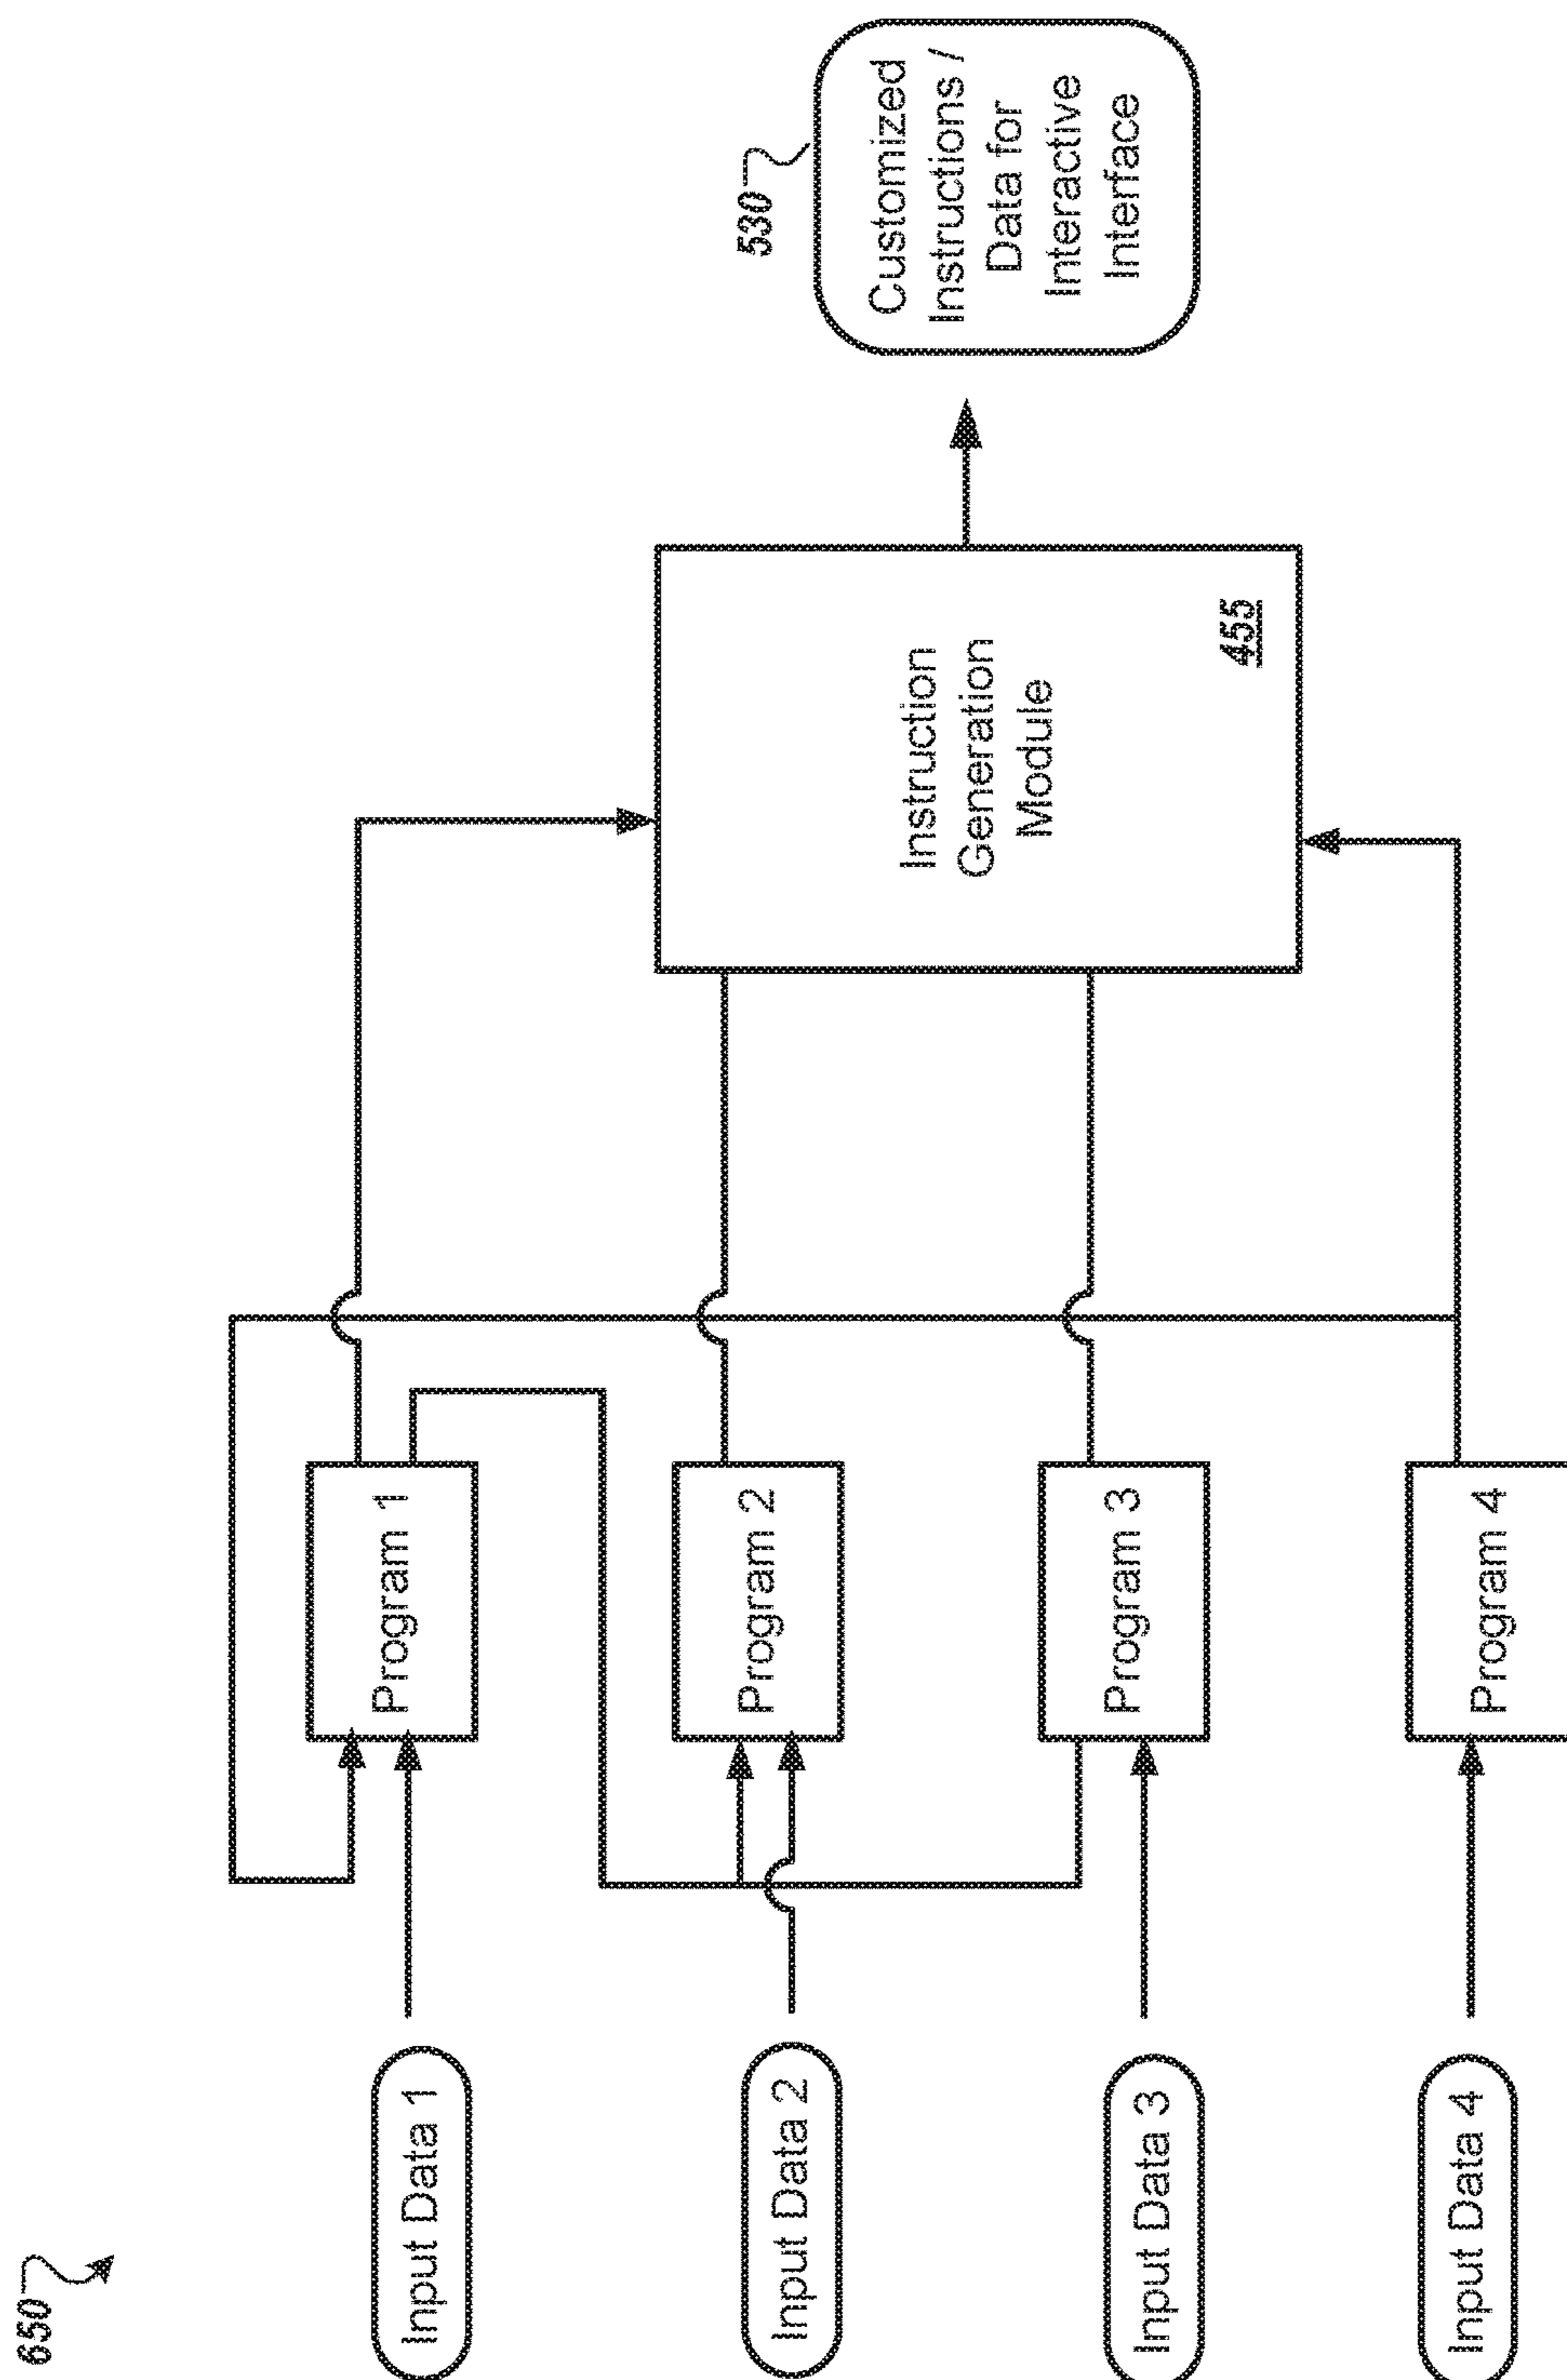 650
Input Data 1
Program 1
Input Data 2
Program 2
Input Data 3
Program 3
Input Data 4
Program 4
Instruction
Generation
Module
455
530
Customized
Instructions /
Data for
Interactive
Interface